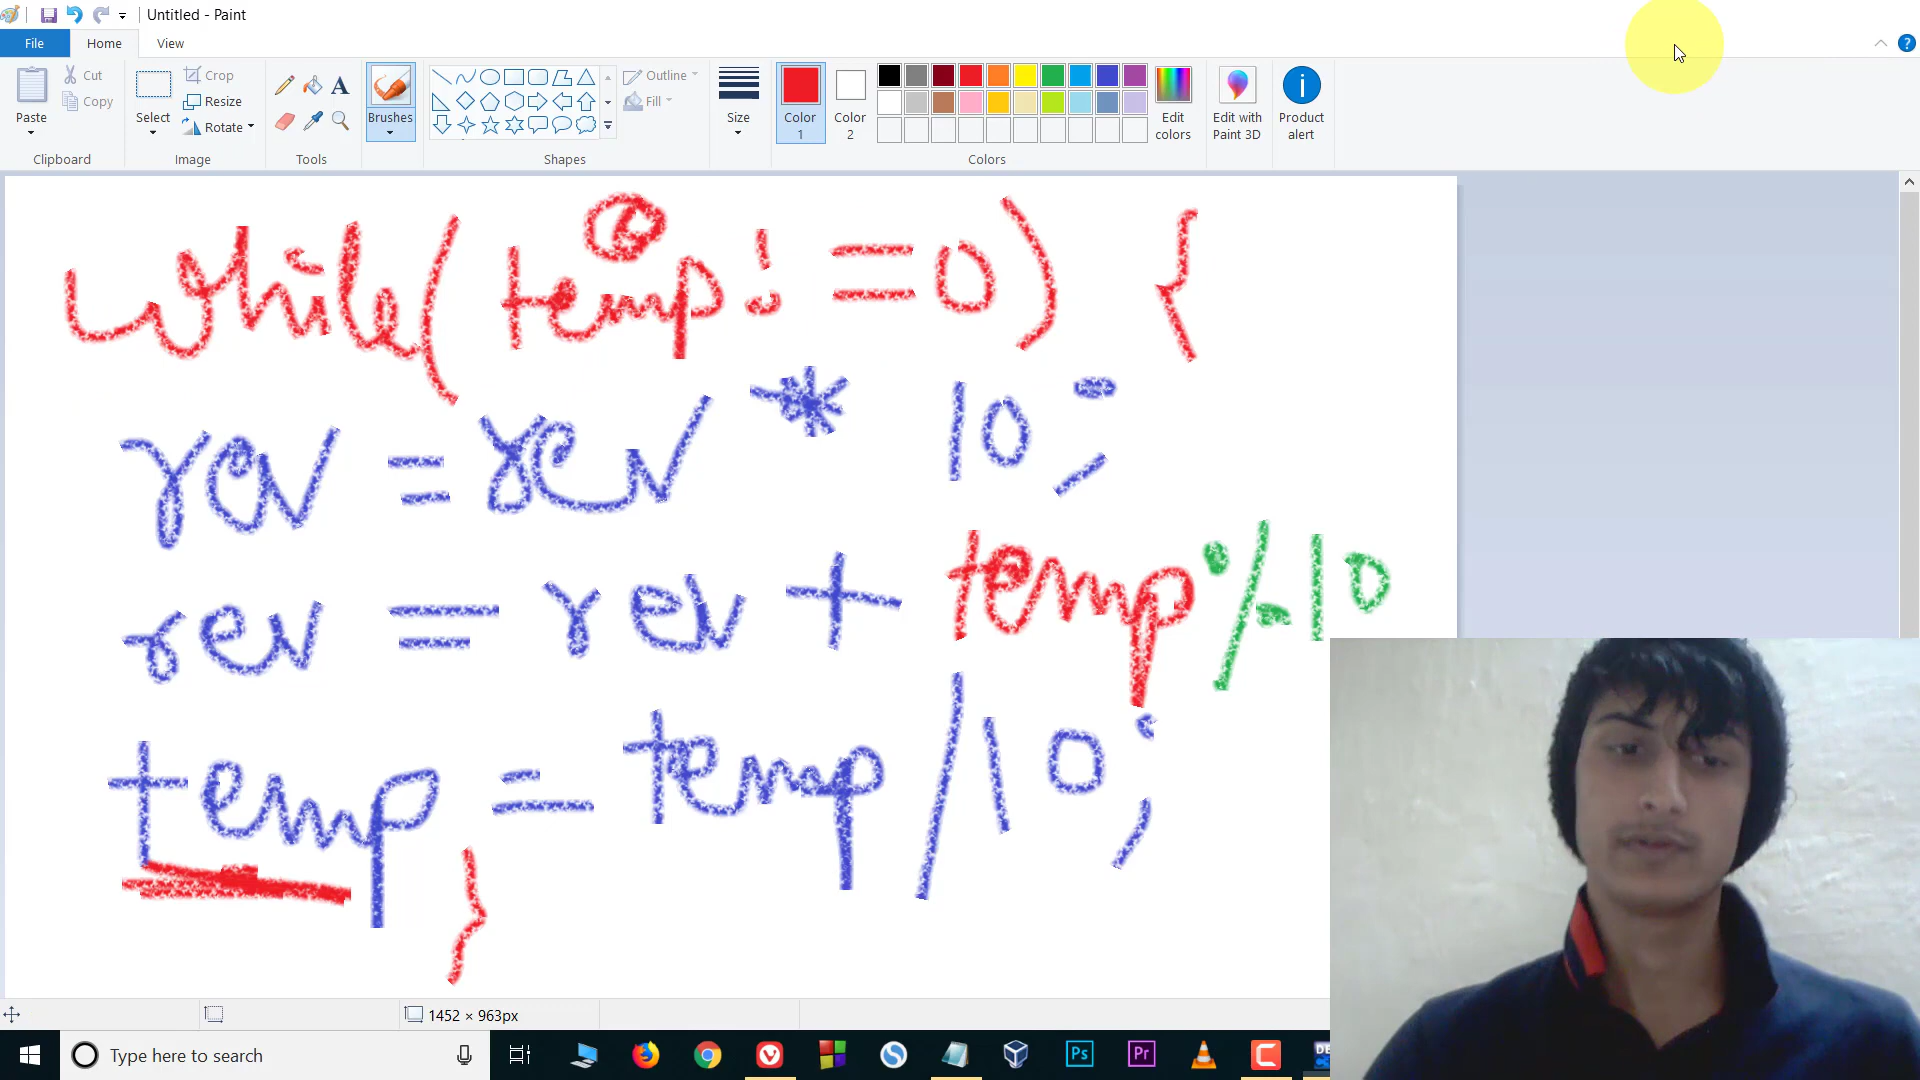 Untitled - Paint
File
Home
View
Paste
Cut
Copy
Clipboard
Select
Crop
Resize
Rotate
Image
A
Tools
Brushes
Outline
Fill
Shapes
Size
Color 1
Color 2
Edit colors
Colors
Edit with Paint 3D
Product alert
while(temp!=0){
rev=rev*10;
rev=rev+temp%10
temp=temp/10;
}
1452 × 963px
Type here to search
Ps
Pr